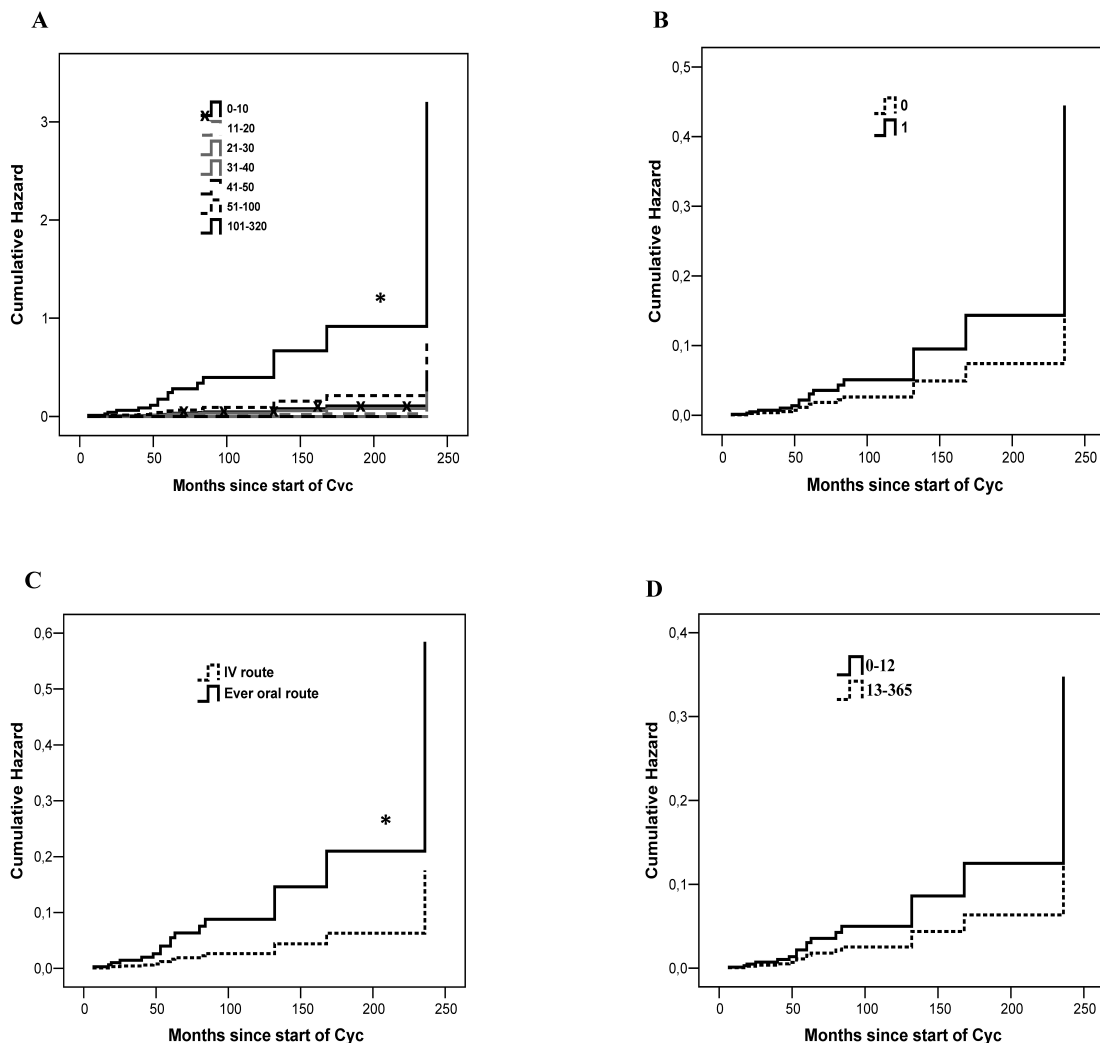 A
Cumulative Hazard
3
2
1
0
0-10
11-20
21-30
31-40
41-50
51-100
101-320
*
0 50 100 150 200 250
Months since start of Cvc
B
Cumulative Hazard
0,5
0,4
0,3
0,2
0,1
0,0
0
1
0 50 100 150 200 250
Months since start of Cyc
C
Cumulative Hazard
0,6
0,5
0,4
0,3
0,2
0,1
0,0
IV route
Ever oral route
*
0 50 100 150 200 250
Months since start of Cyc
D
Cumulative Hazard
0,4
0,3
0,2
0,1
0,0
0-12
13-365
0 50 100 150 200 250
Months since start of Cyc